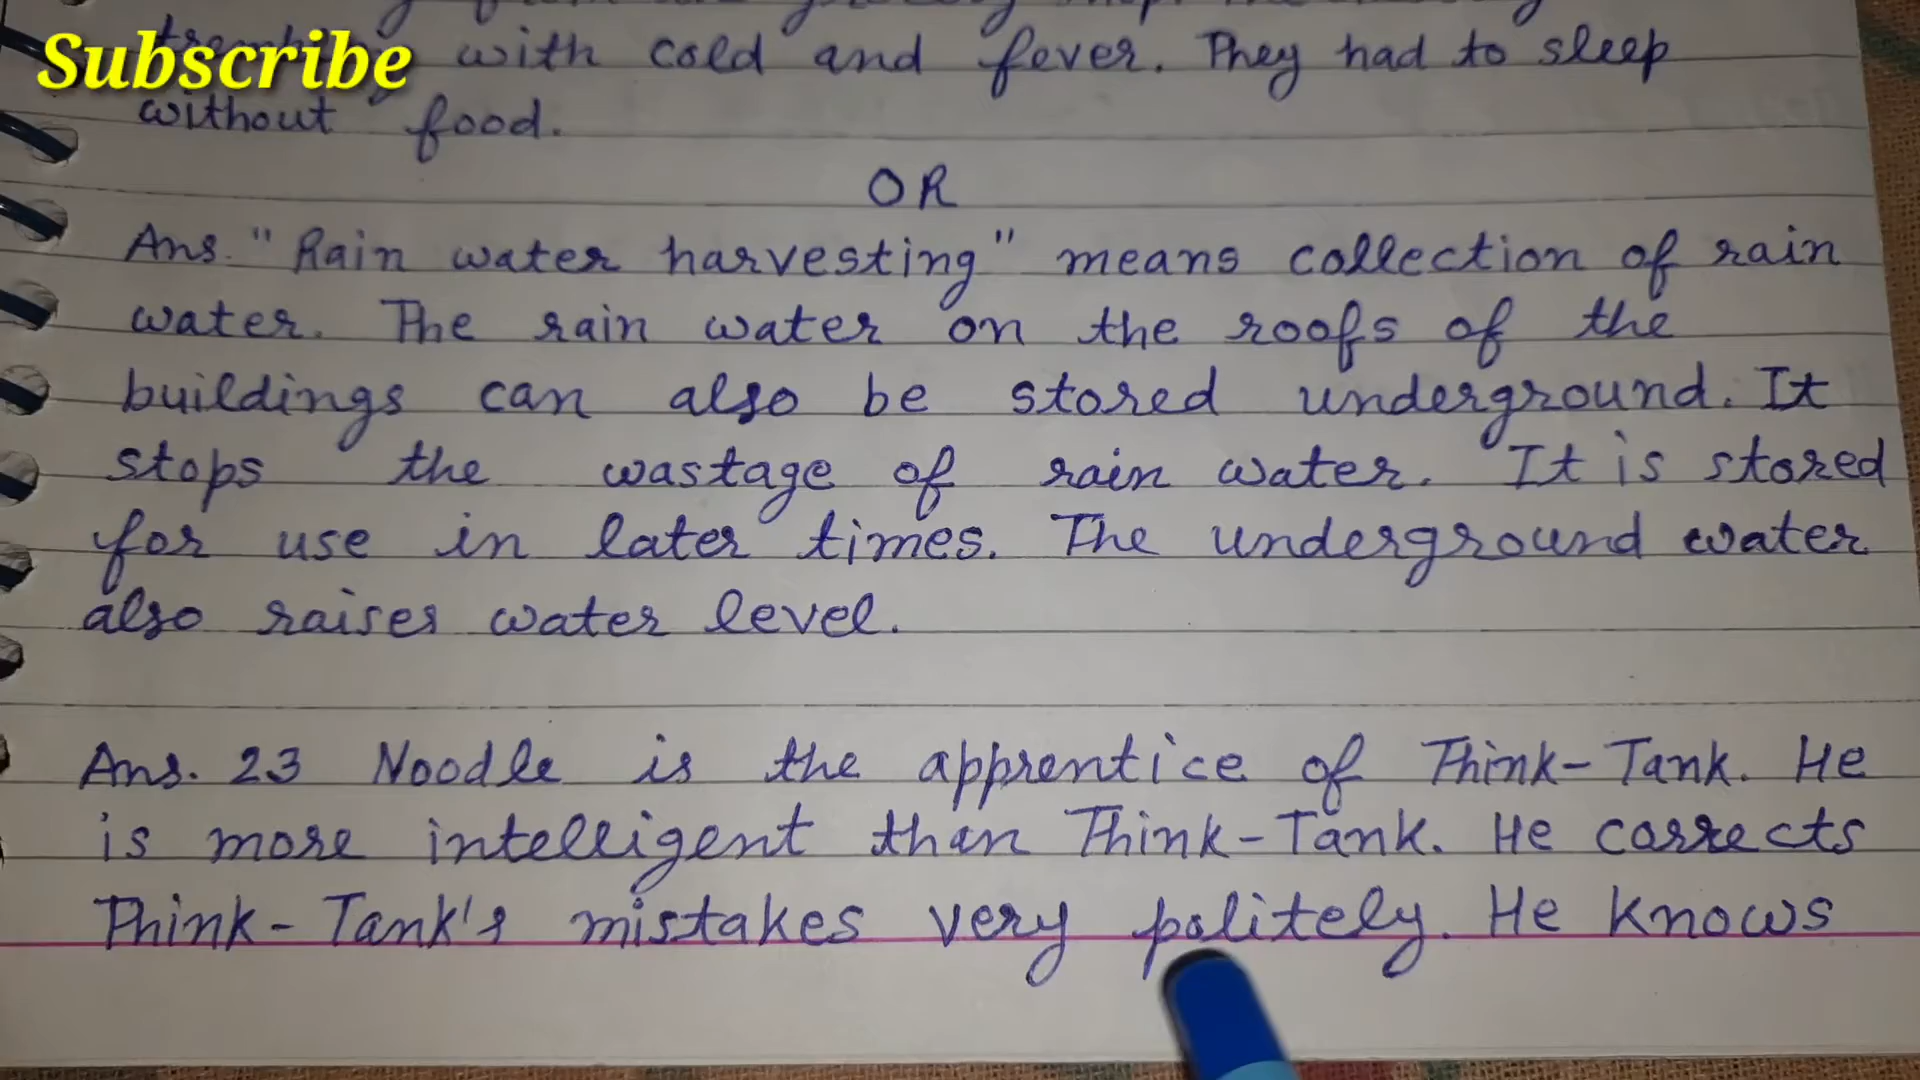 Subscribe
with cold and fever. They had to sleep
without food.
OR
Ans. "Rain water harvesting" means collection of rain
water. The rain water on the roofs of the
buildings can also be stored underground. It
stops the wastage of rain water. It is stored
for use in later times. The underground water
also raises water level.
Ans. 23 Noodle is the apprentice of Think-Tank. He
is more intelligent than Think-Tank. He corrects
Think-Tank's mistakes very politely. He knows